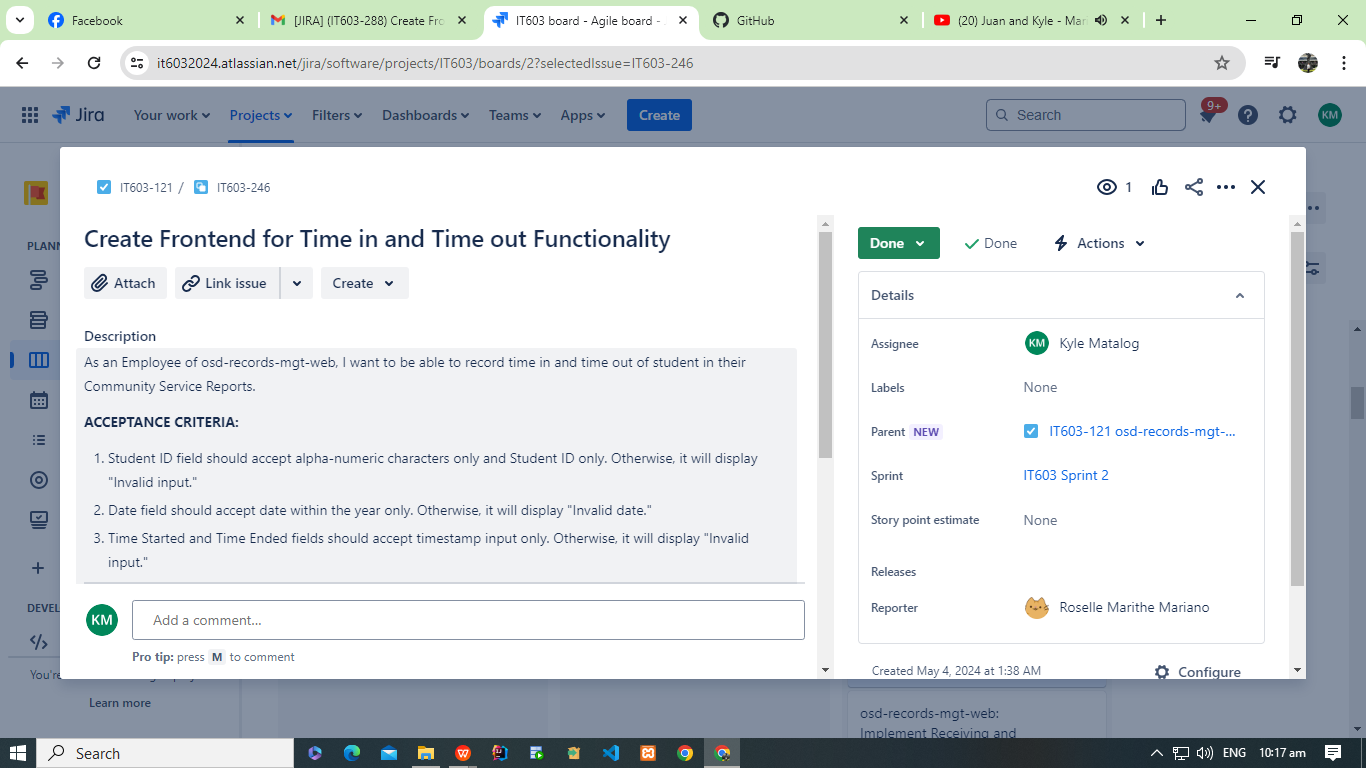 Facebook
[JIRA] (IT603-288) Create Fro
IT603 board - Agile board -
GitHub
(20) Juan and Kyle - Mari
it6032024.atlassian.net/jira/software/projects/IT603/boards/2?selectedIssue=IT603-246
Jira
Your work
Projects
Filters
Dashboards
Teams
Apps
Create
Search
9+
KM
IT603-121 /
IT603-246
1
Create Frontend for Time in and Time out Functionality
Attach
Link issue
Create
Description
As an Employee of osd-records-mgt-web, I want to be able to record time in and time out of student in their
Community Service Reports.
ACCEPTANCE CRITERIA:
1. Student ID field should accept alpha-numeric characters only and Student ID only. Otherwise, it will display
"Invalid input."
2. Date field should accept date within the year only. Otherwise, it will display "Invalid date."
3. Time Started and Time Ended fields should accept timestamp input only. Otherwise, it will display "Invalid
input."
KM
Add a comment...
Pro tip: press M to comment
Done
Done
Actions
Details
Assignee
KM Kyle Matalog
Labels
None
Parent NEW
IT603-121 osd-records-mgt-...
Sprint
IT603 Sprint 2
Story point estimate
None
Releases
Reporter
Roselle Marithe Mariano
Created May 4, 2024 at 1:38 AM
Configure
PLANN
DEVEL
You're
Learn more
osd-records-mgt-web:
Implement Receiving and
Search
ENG
10:17 am